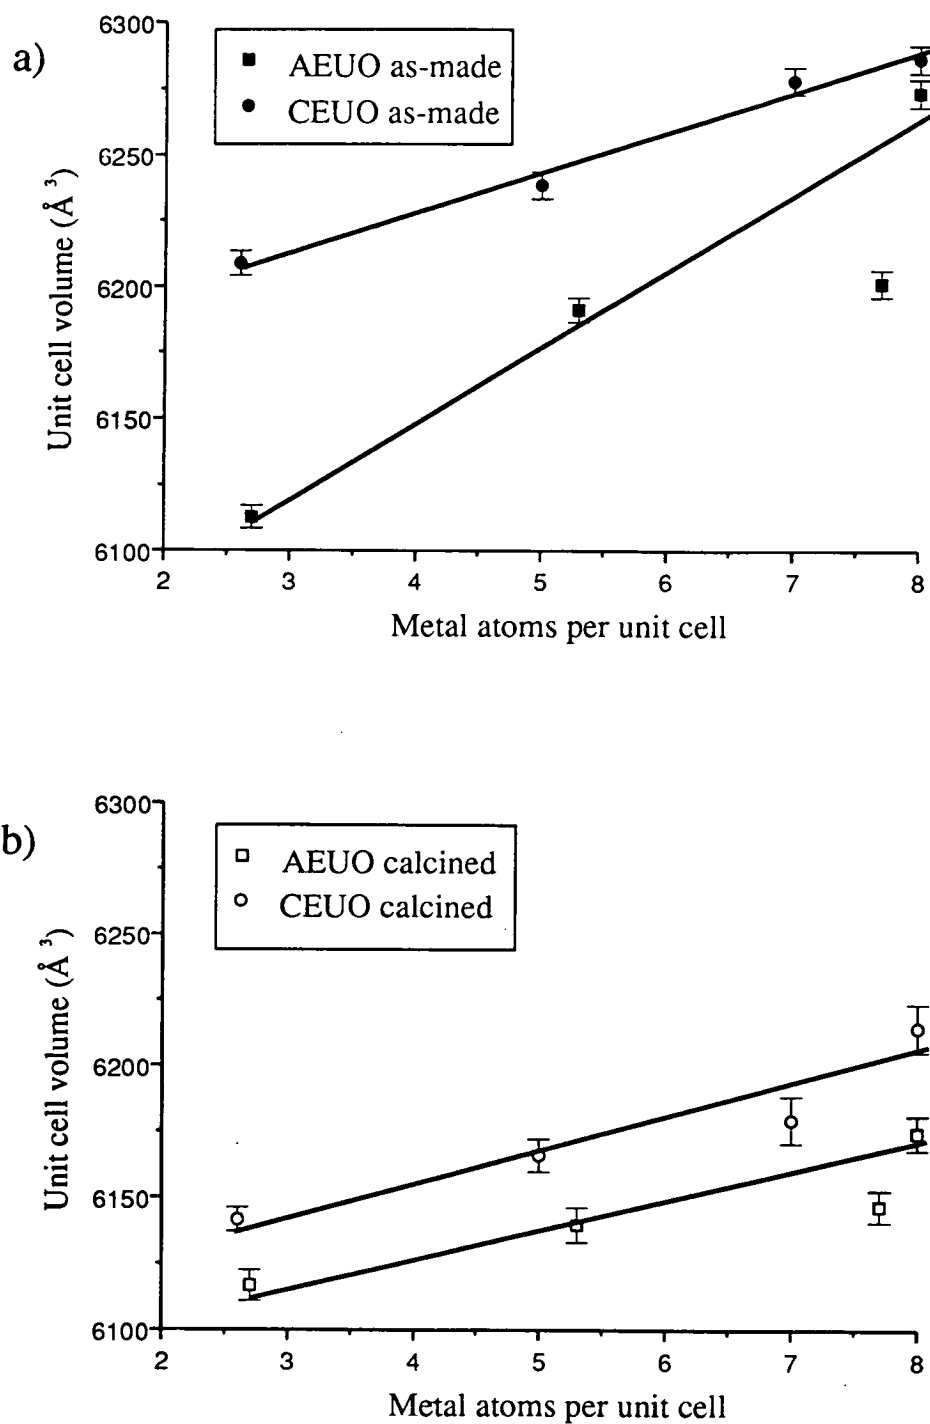 a)
6300
AEUO as-made
CEUO as-made
6250
6200
6150
6100
Unit cell volume (Å ³)
2 3 4 5 6 7 8
Metal atoms per unit cell
b)
6300
AEUO calcined
CEUO calcined
6250
6200
6150
6100
Unit cell volume (Å ³)
2 3 4 5 6 7 8
Metal atoms per unit cell